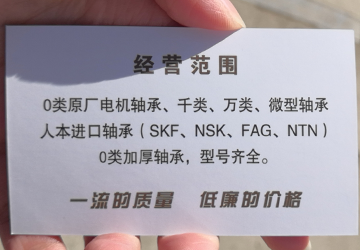 经营范围
0类原厂电机轴承、千类、万类、微型轴承
人本进口轴承（SKF、NSK、FAG、NTN）
0类加厚轴承，型号齐全。
一流的质量 低廉的价格